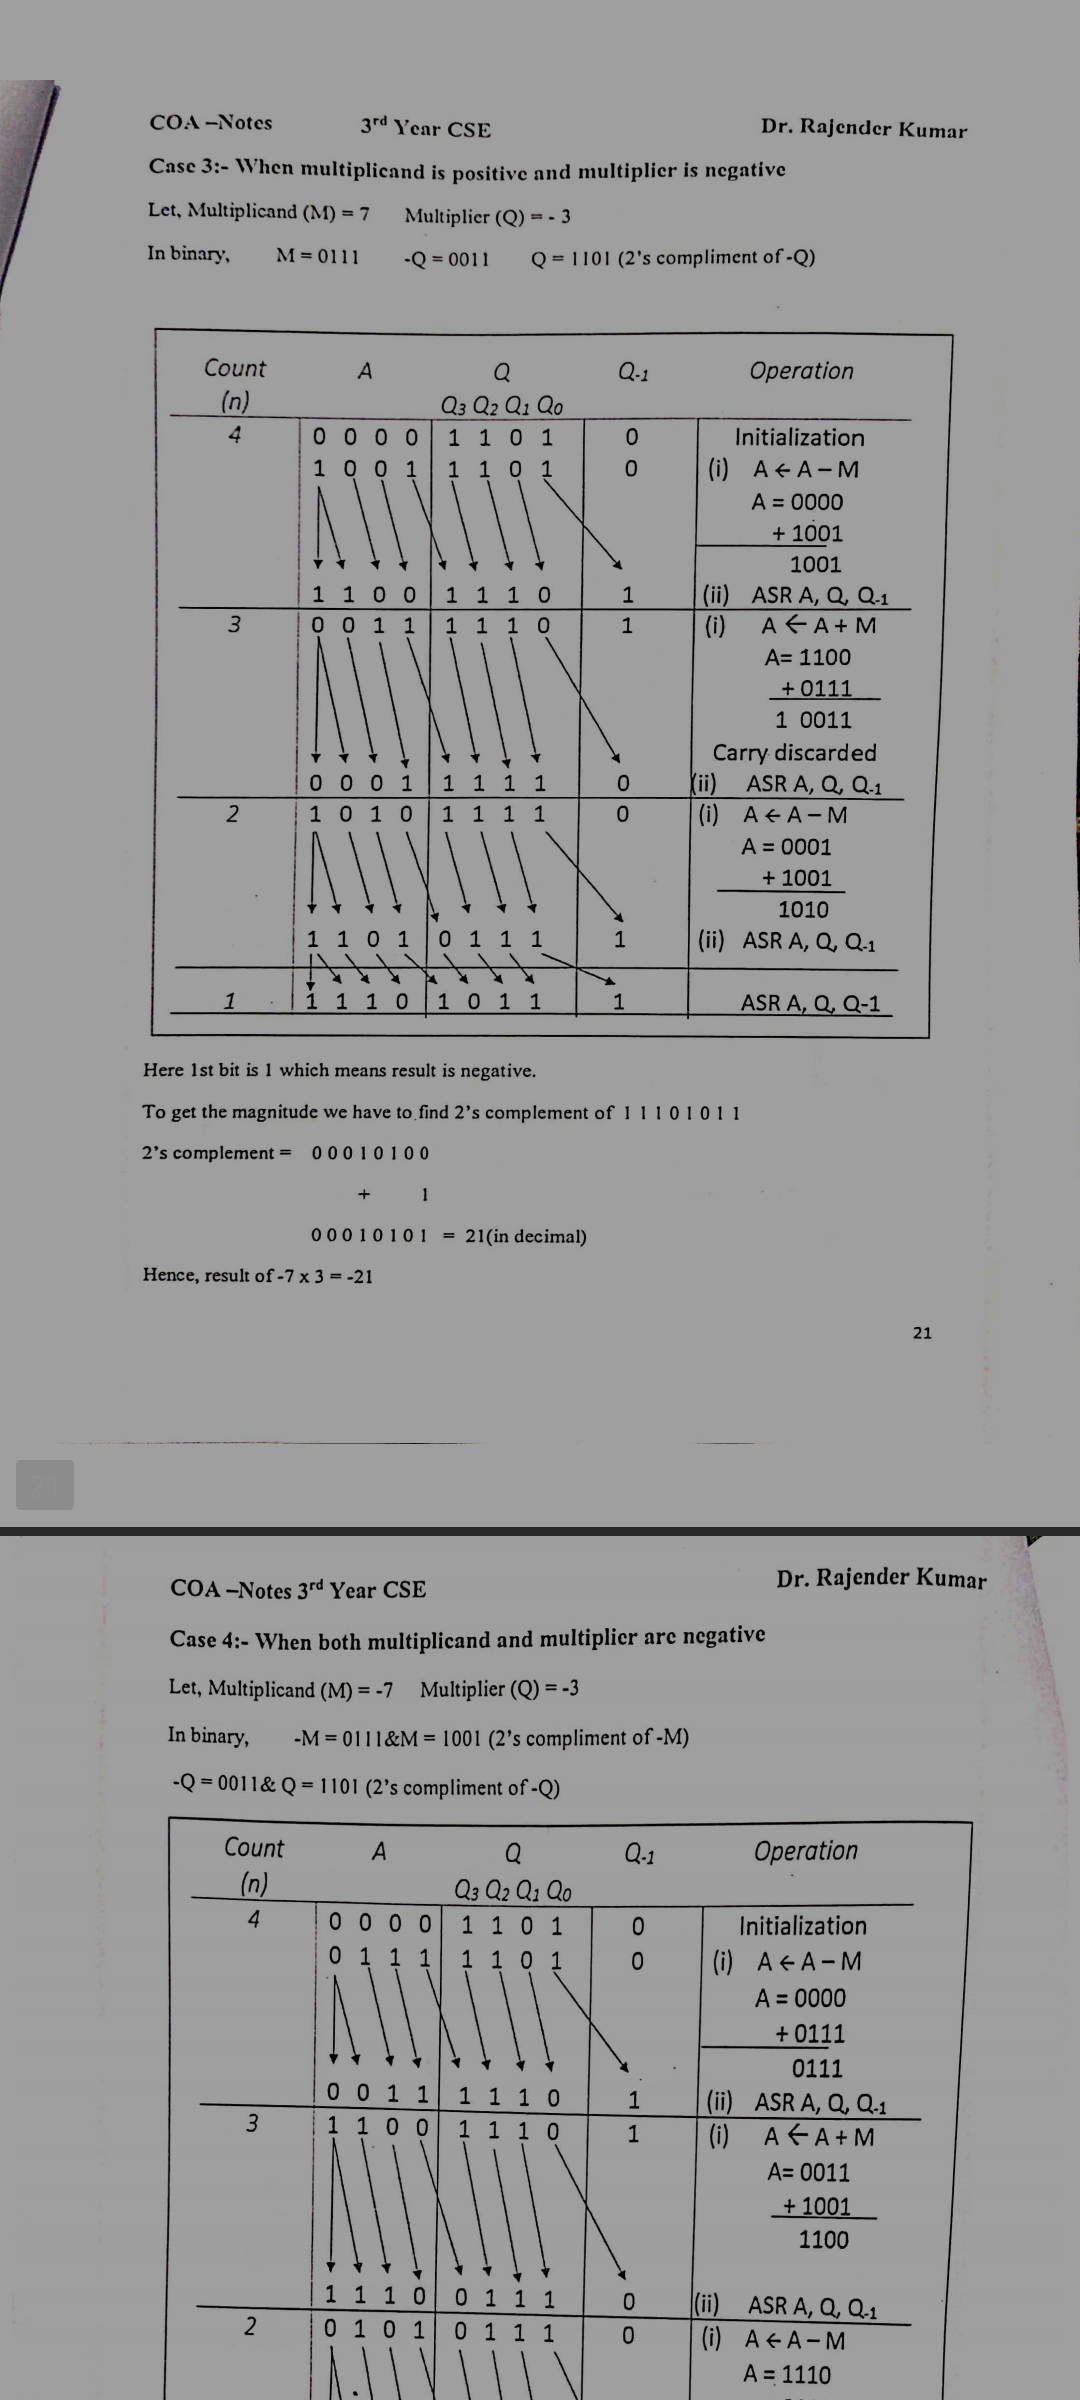 COA –Notes 3rd Year CSE Dr. Rajender Kumar
Case 3:- When multiplicand is positive and multiplier is negative
Let, Multiplicand (M) = 7 Multiplier (Q) = - 3
In binary, M = 0111 -Q = 0011 Q = 1101 (2's compliment of -Q)
Count A Q Q-1 Operation
(n) Q3 Q2 Q1 Q0
4 0 0 0 0 1 1 0 1 0 Initialization
1 0 0 1 1 1 0 1 0 (i) A ← A – M
A = 0000
+ 1001
1001
1 1 0 0 1 1 1 0 1 (ii) ASR A, Q, Q-1
3 0 0 1 1 1 1 1 0 1 (i) A ← A + M
A= 1100
+ 0111
1 0011
Carry discarded
0 0 0 1 1 1 1 1 0 (ii) ASR A, Q, Q-1
2 1 0 1 0 1 1 1 1 0 (i) A ← A – M
A = 0001
+ 1001
1010
1 1 0 1 0 1 1 1 1 (ii) ASR A, Q, Q-1
1 1 1 1 0 1 0 1 1 1 ASR A, Q, Q-1
Here 1st bit is 1 which means result is negative.
To get the magnitude we have to find 2's complement of 1 1 1 0 1 0 1 1
2's complement = 0 0 0 1 0 1 0 0
+ 1
0 0 0 1 0 1 0 1 = 21(in decimal)
Hence, result of -7 x 3 = -21
21
21
COA –Notes 3rd Year CSE Dr. Rajender Kumar
Case 4:- When both multiplicand and multiplier are negative
Let, Multiplicand (M) = -7 Multiplier (Q) = -3
In binary, -M = 0111&M = 1001 (2's compliment of -M)
-Q = 0011& Q = 1101 (2's compliment of -Q)
Count A Q Q-1 Operation
(n) Q3 Q2 Q1 Q0
4 0 0 0 0 1 1 0 1 0 Initialization
0 1 1 1 1 1 0 1 0 (i) A ← A – M
A = 0000
+ 0111
0111
0 0 1 1 1 1 1 0 1 (ii) ASR A, Q, Q-1
3 1 1 0 0 1 1 1 0 1 (i) A ← A + M
A= 0011
+ 1001
1100
1 1 1 0 0 1 1 1 0 (ii) ASR A, Q, Q-1
2 0 1 0 1 0 1 1 1 0 (i) A ← A – M
A = 1110